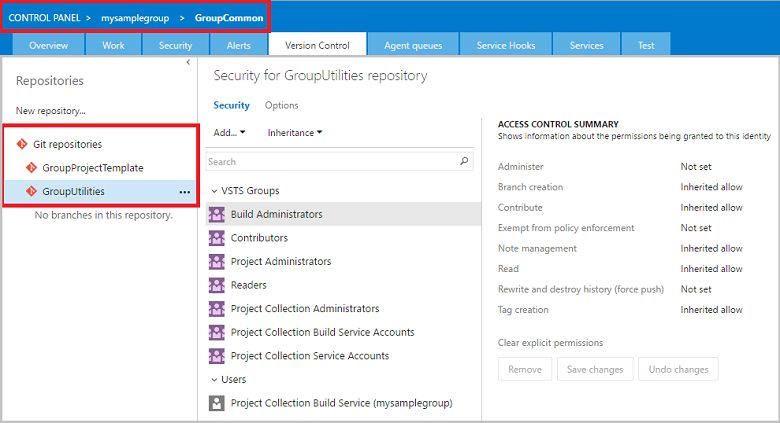 CONTROL PANEL > mysamplegroup > GroupCommon
Overview Work Security Alerts Version Control Agent queues Service Hooks Services Test
<
Repositories
New repository...
Git repositories
GroupProjectTemplate
GroupUtilities ...
No branches in this repository.
Security for GroupUtilities repository
Security Options
Add... Inheritance
Search
VSTS Groups
Build Administrators
Contributors
Project Administrators
Readers
Project Collection Administrators
Project Collection Build Service Accounts
Project Collection Service Accounts
Users
Project Collection Build Service (mysamplegroup)
ACCESS CONTROL SUMMARY
Shows information about the permissions being granted to this identity
Administer Not set
Branch creation Inherited allow
Contribute Inherited allow
Exempt from policy enforcement Not set
Note management Inherited allow
Read Inherited allow
Rewrite and destroy history (force push) Not set
Tag creation Inherited allow
Clear explicit permissions
Remove Save changes Undo changes